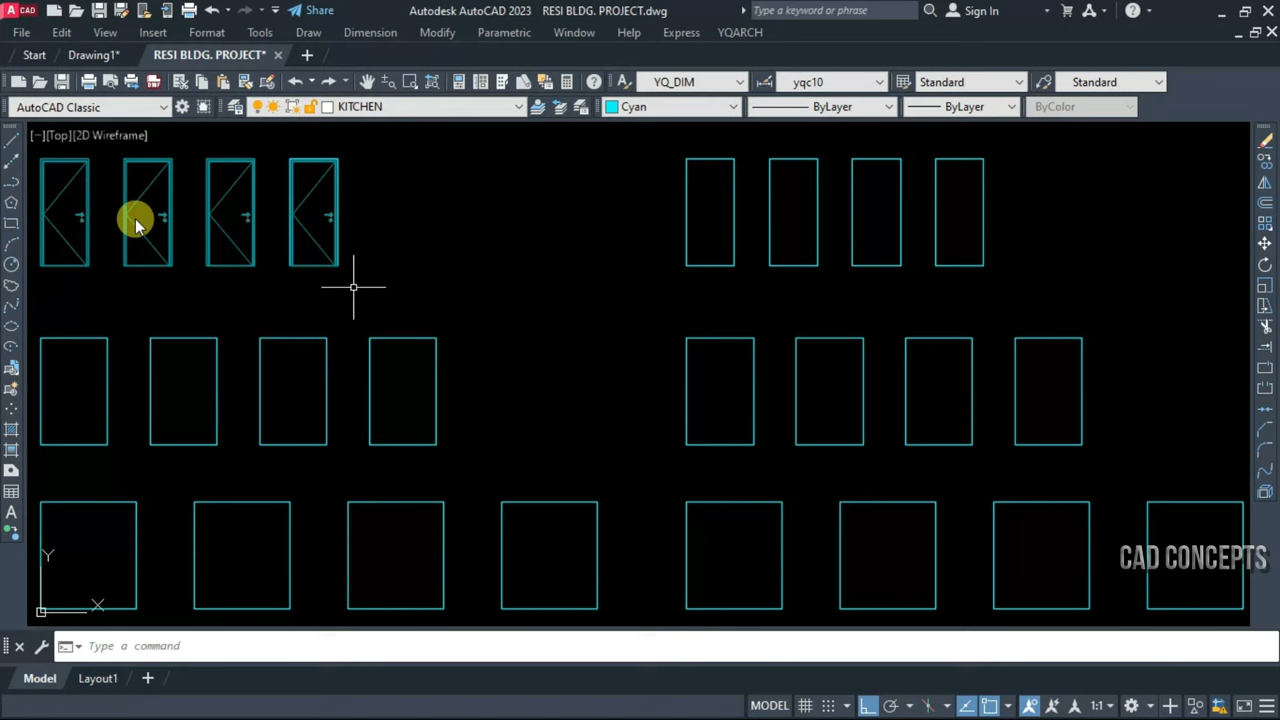 CAD
Share
Autodesk AutoCAD 2023 RESI BLDG. PROJECT.dwg
Type a keyword or phrase
Sign In
File Edit View Insert Format Tools Draw Dimension Modify Parametric Window Help Express YQARCH
Start Drawing1* RESI BLDG. PROJECT*
YQ_DIM yqc10 Standard Standard
AutoCAD Classic KITCHEN Cyan ByLayer ByLayer ByColor
[−][Top][2D Wireframe]
Y
X
CAD CONCEPTS
Type a command
Model Layout1
MODEL 1:1